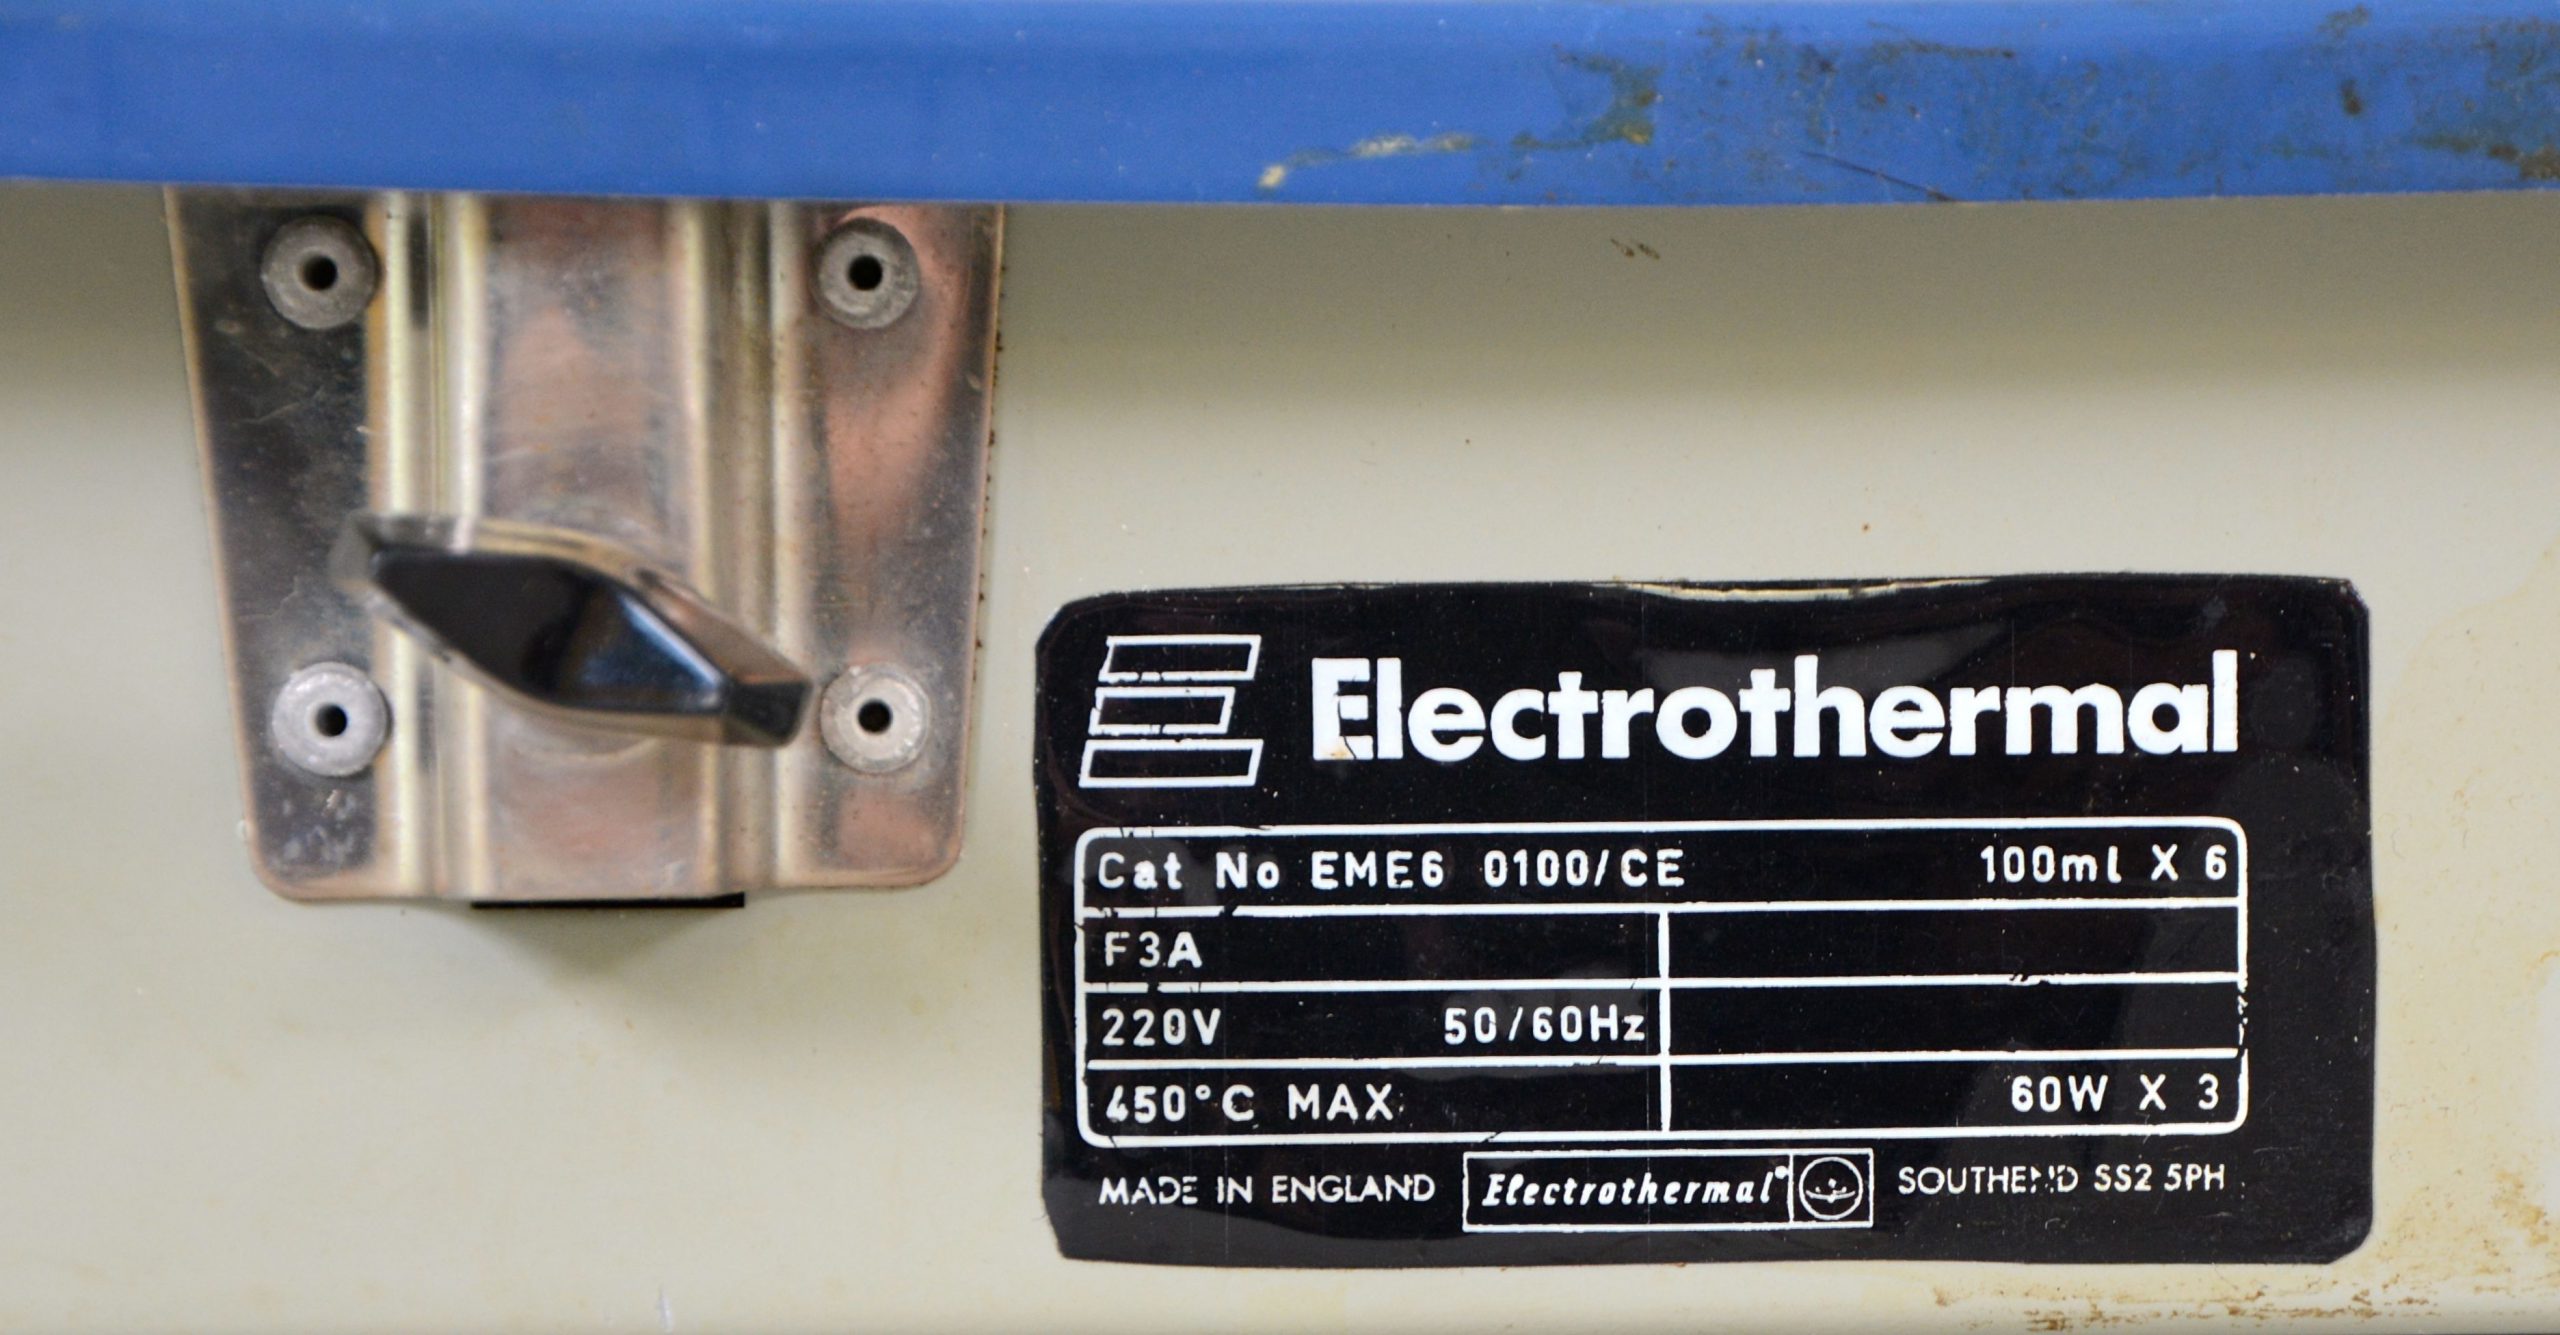 Electrothermal
Cat No EME6 0100/CE 100ml X 6
F3A
220V 50/60Hz
450°C MAX 60W X 3
MADE IN ENGLAND Electrothermal SOUTHEND SS2 5PH